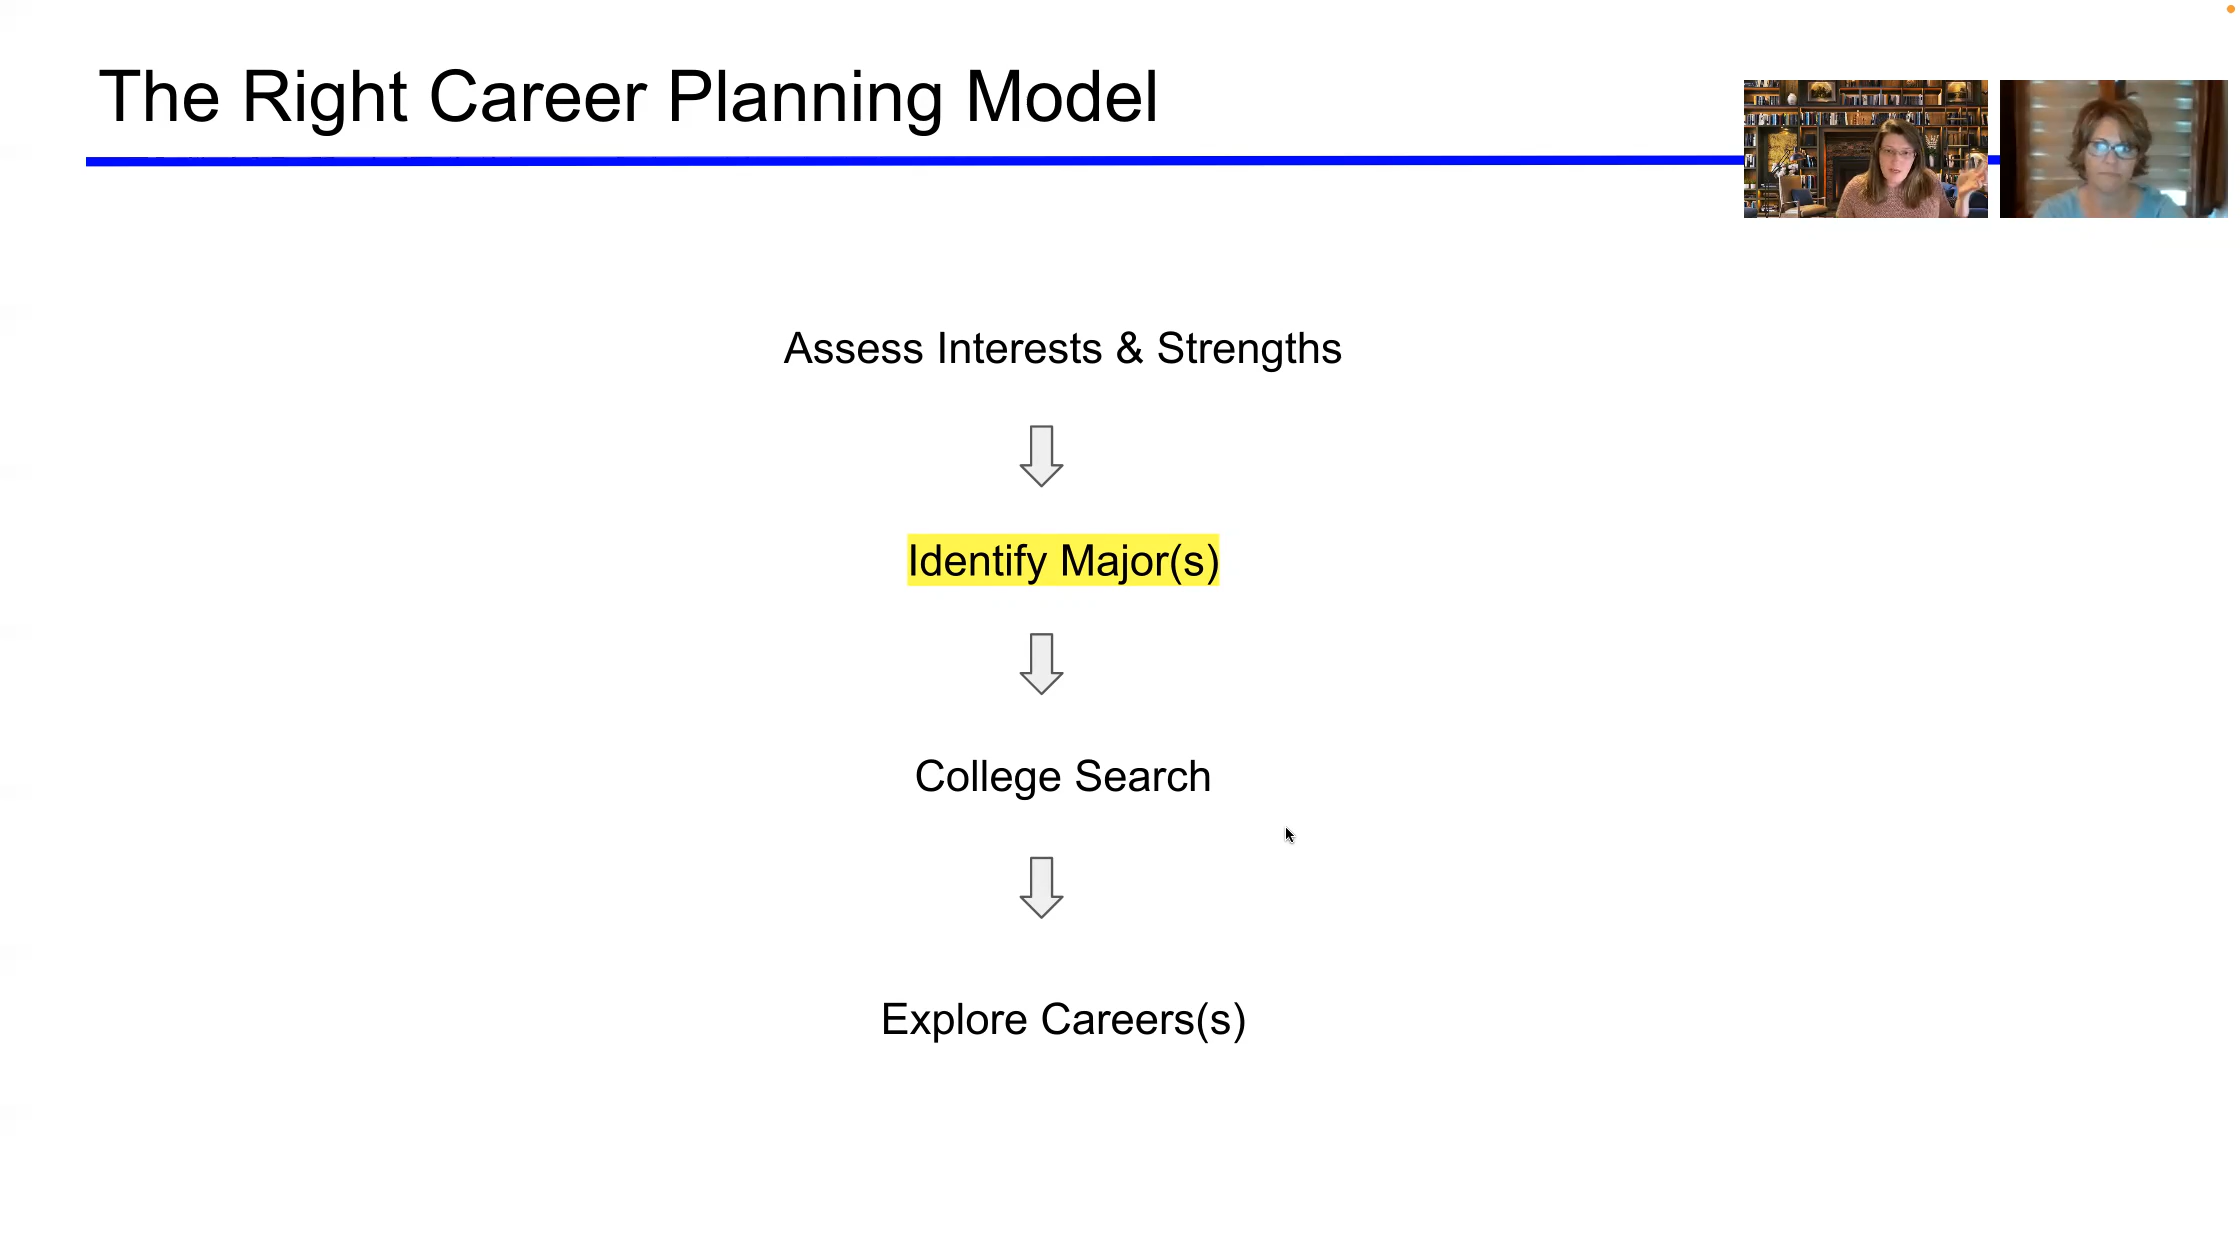 The Right Career Planning Model
Assess Interests & Strengths
Identify Major(s)
College Search
Explore Careers(s)